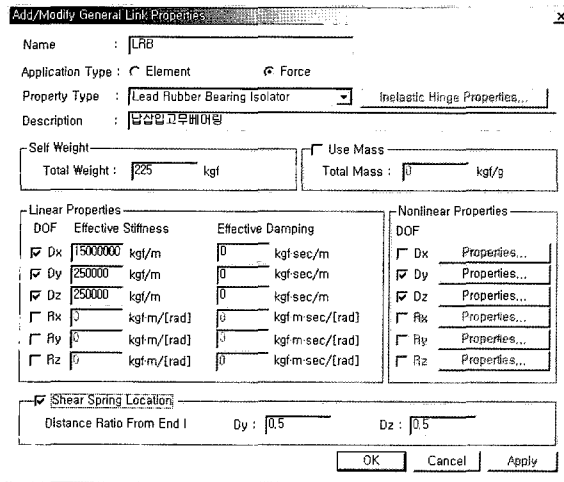 Add/Modify General Link Properties
Name : LRB
Application Type : Element Force
Property Type : Lead Rubber Bearing Isolator Inelastic Hinge Properties...
Description : 납삽입고무베어링
Self Weight Use Mass
Total Weight : 225 kgf Total Mass : 0 kgf/g
Linear Properties Nonlinear Properties
DOF Effective Stiffness Effective Damping DOF
Dx 15000000 kgf/m 0 kgf·sec/m Dx Properties...
Dy 250000 kgf/m 0 kgf·sec/m Dy Properties...
Dz 250000 kgf/m 0 kgf·sec/m Dz Properties...
Rx 0 kgf·m/[rad] 0 kgf·m·sec/[rad] Rx Properties...
Ry 0 kgf·m/[rad] 0 kgf·m·sec/[rad] Ry Properties...
Rz 0 kgf·m/[rad] 0 kgf·m·sec/[rad] Rz Properties...
Shear Spring Location
Distance Ratio From End I Dy : 0.5 Dz : 0.5
OK Cancel Apply